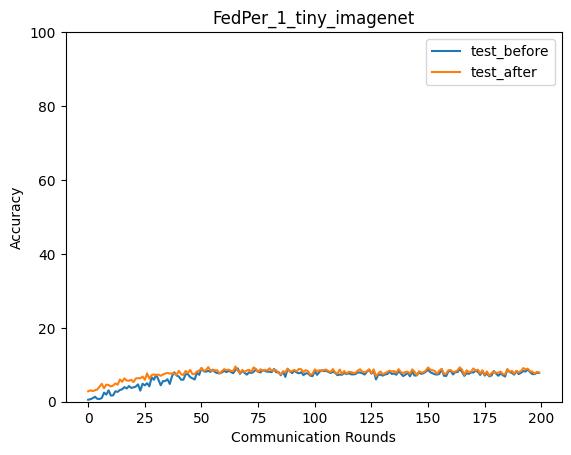 FedPer_1_tiny_imagenet
test_before
test_after
100
80
60
40
20
0
Accuracy
0 25 50 75 100 125 150 175 200
Communication Rounds